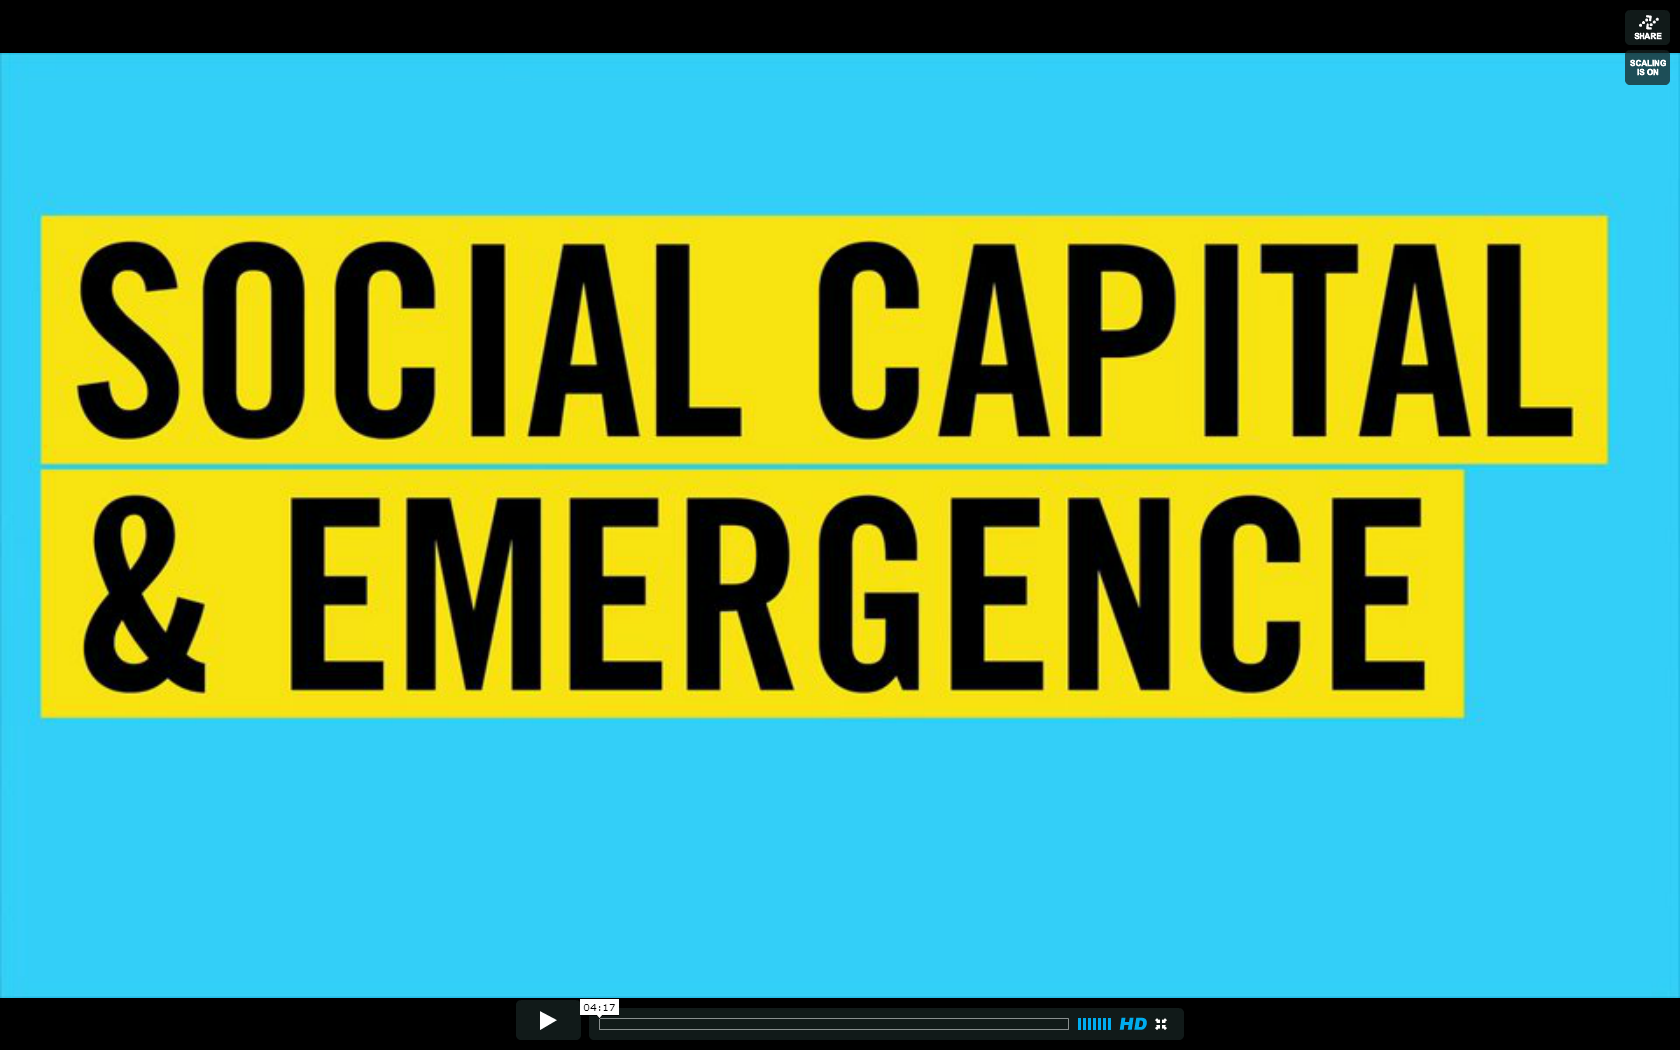 SHARE
SCALING
IS ON
SOCIAL CAPITAL
& EMERGENCE
04:17
HD